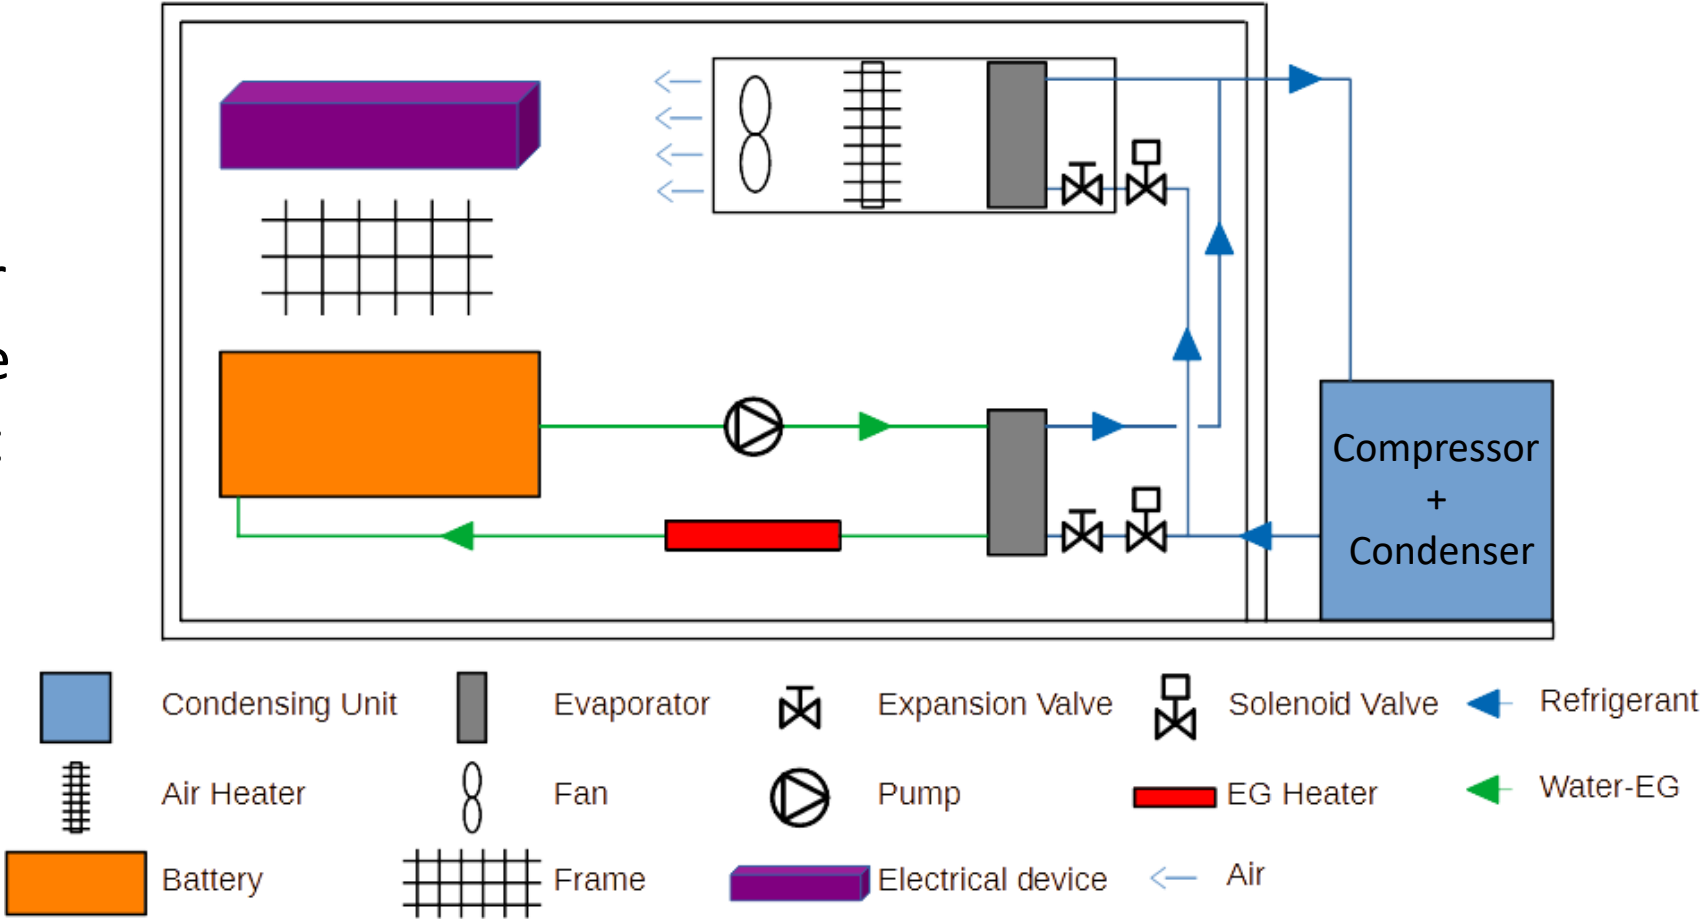 Compressor
+
Condenser
Condensing Unit
Evaporator
Expansion Valve
Solenoid Valve
Refrigerant
Air Heater
Fan
Pump
EG Heater
Water-EG
Battery
Frame
Electrical device
Air